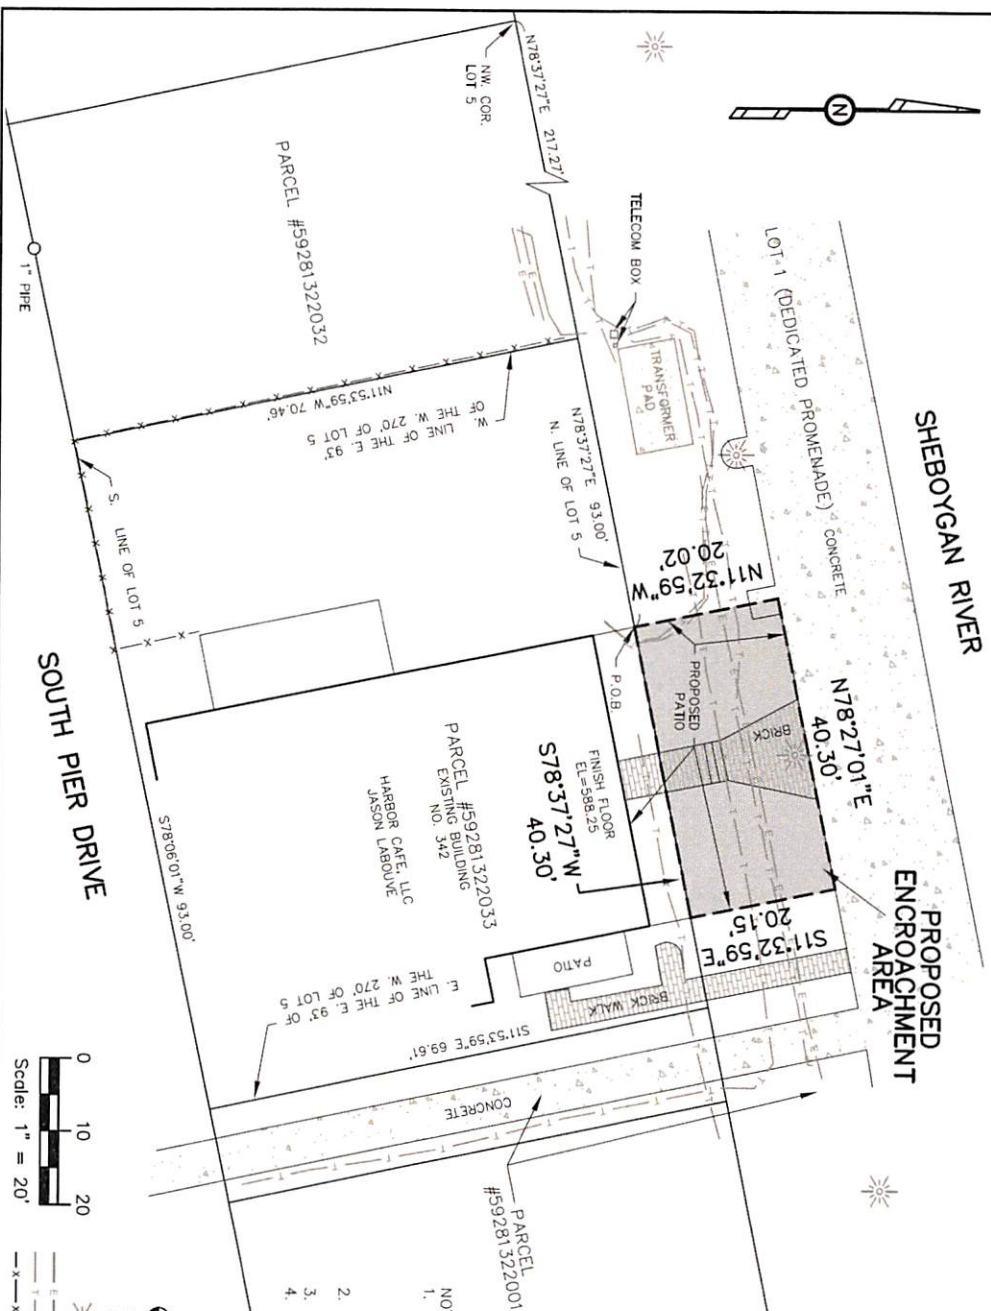 SHEBOYGAN RIVER
N
LOT 1 (DEDICATED PROMENADE)
CONCRETE
PROPOSED
ENCROACHMENT
AREA
N78°27'01"E
40.30'
N11°32'59"W
20.02'
S11°32'59"E
20.15'
S78°37'27"W
40.30'
BRICK
PROPOSED
PATIO
P.O.B.
FINISH FLOOR
EL=588.25
TELECOM BOX
TRANSFORMER
PAD
N78°37'27"E 217.27'
NW. COR.
LOT 5
N78°37'27"E 93.00'
N. LINE OF LOT 5
PARCEL #59281322032
1" PIPE
N11°53'59"W 70.46'
W. LINE OF THE E. 93'
OF THE W. 270' OF LOT 5
S. LINE OF LOT 5
PARCEL #59281322033
EXISTING BUILDING
NO. 342
HARBOR CAFE, LLC
JASON LABOUVE
PATIO
BRICK WALK
E. LINE OF THE E. 93' OF
THE W. 270' OF LOT 5
S11°53'59"E 69.61'
CONCRETE
PARCEL
#59281322001
S78°06'01"W 93.00'
SOUTH PIER DRIVE
0 10 20
Scale: 1" = 20'
1.
2.
3.
4.
E
T
x x
T T T
E E